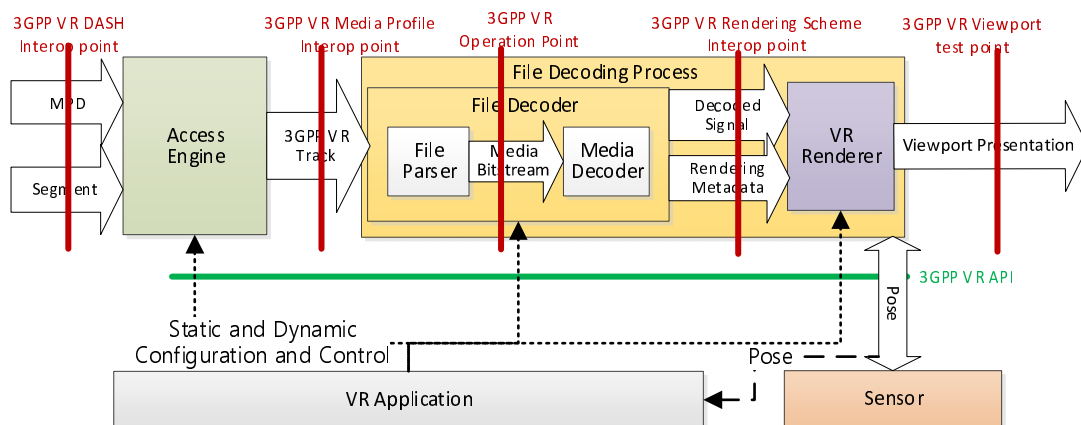 3GPP VR DASH
Interop point
3GPP VR Media Profile
Interop point
3GPP VR
Operation Point
3GPP VR Rendering Scheme
Interop point
3GPP VR Viewport
test point
File Decoding Process
File Decoder
MPD
Segment
Access
Engine
3GPP VR
Track
File
Parser
Media
Bitstream
Media
Decoder
Decoded
Signal
Rendering
Metadata
VR
Renderer
Viewport Presentation
3GPP VR API
Pose
Static and Dynamic
Configuration and Control
Pose
VR Application
Sensor